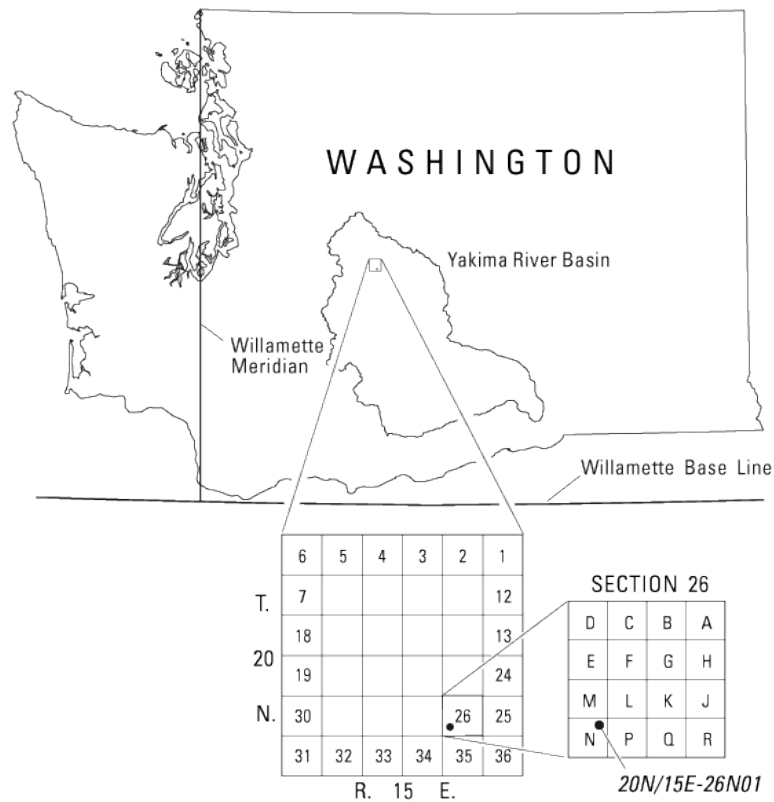 WASHINGTON
Yakima River Basin
Willamette
Meridian
Willamette Base Line
6 5 4 3 2 1
T. 7 12
18 13
20 19 24
N. 30 26 25
31 32 33 34 35 36
R. 15 E.
SECTION 26
D C B A
E F G H
M L K J
N P Q R
20N/15E-26N01